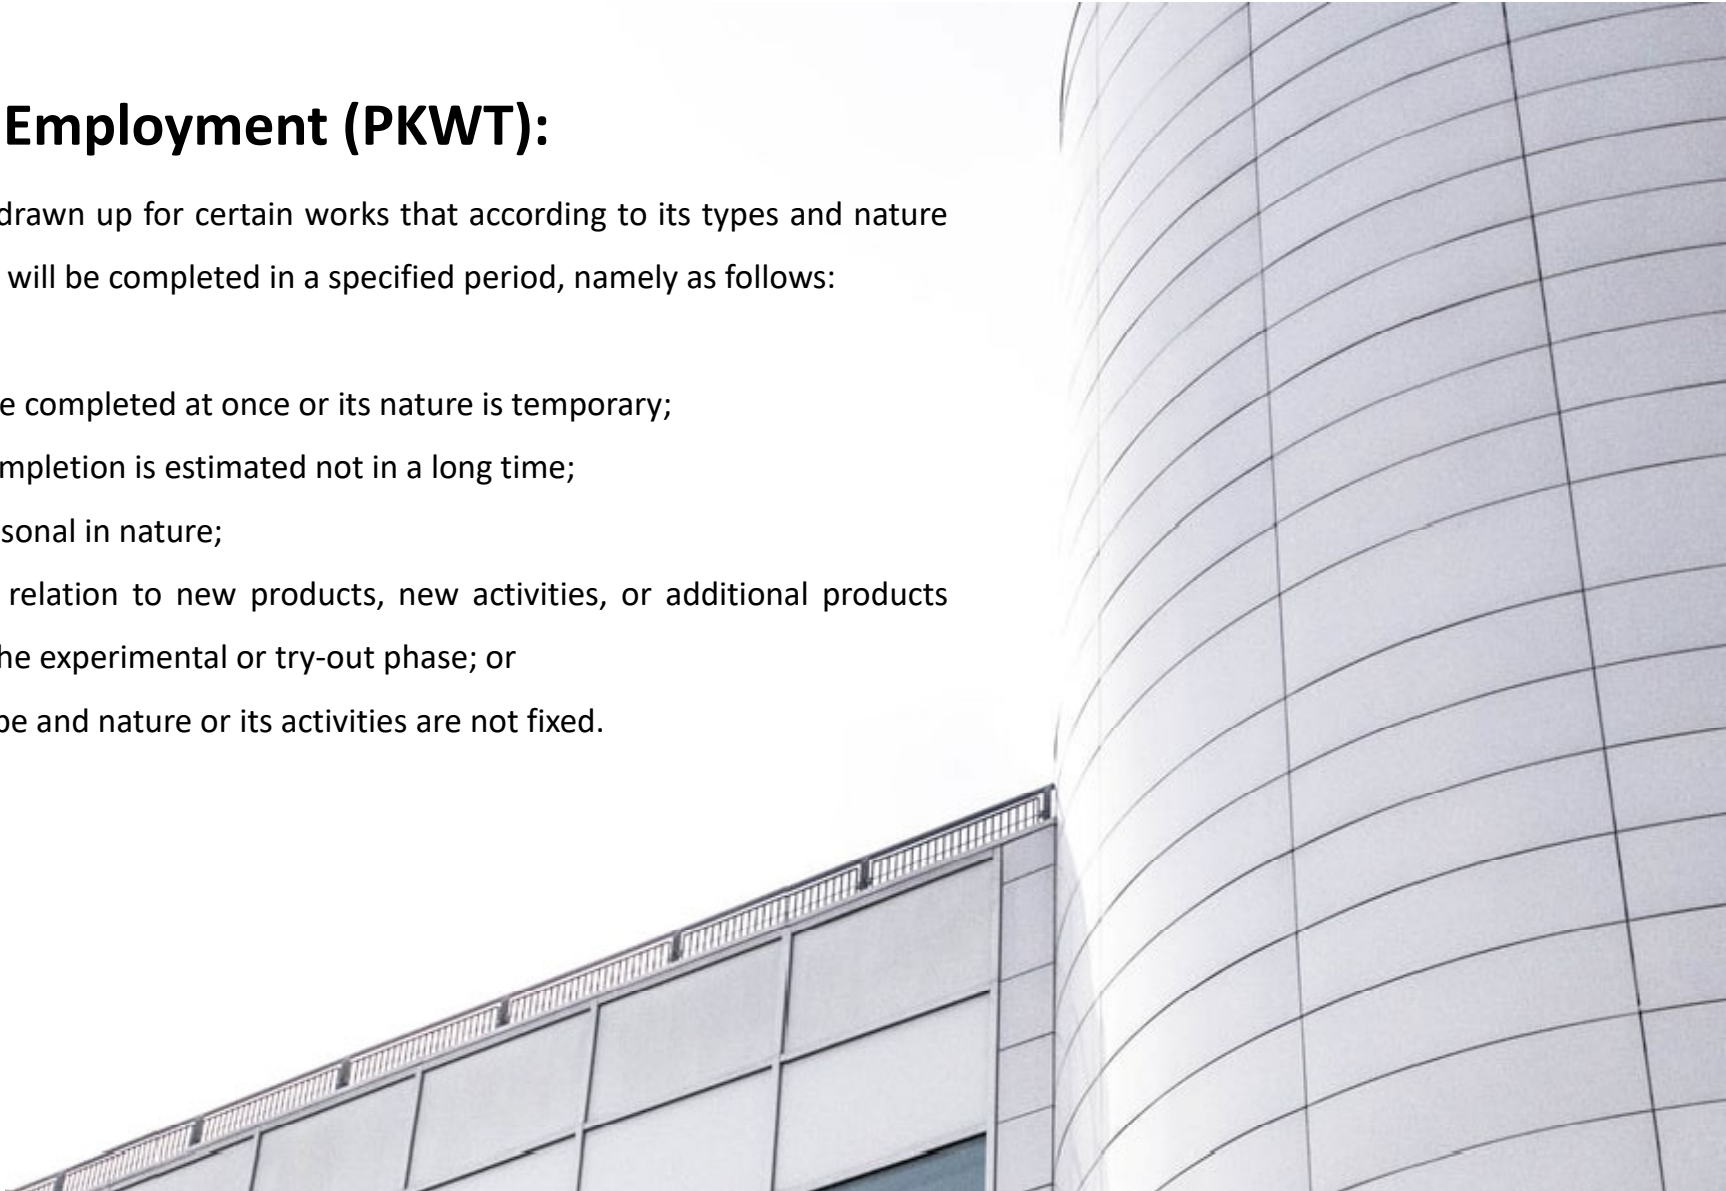 Employment (PKWT):
drawn up for certain works that according to its types and nature
will be completed in a specified period, namely as follows:
e completed at once or its nature is temporary;
mpletion is estimated not in a long time;
sonal in nature;
relation to new products, new activities, or additional products
he experimental or try-out phase; or
pe and nature or its activities are not fixed.